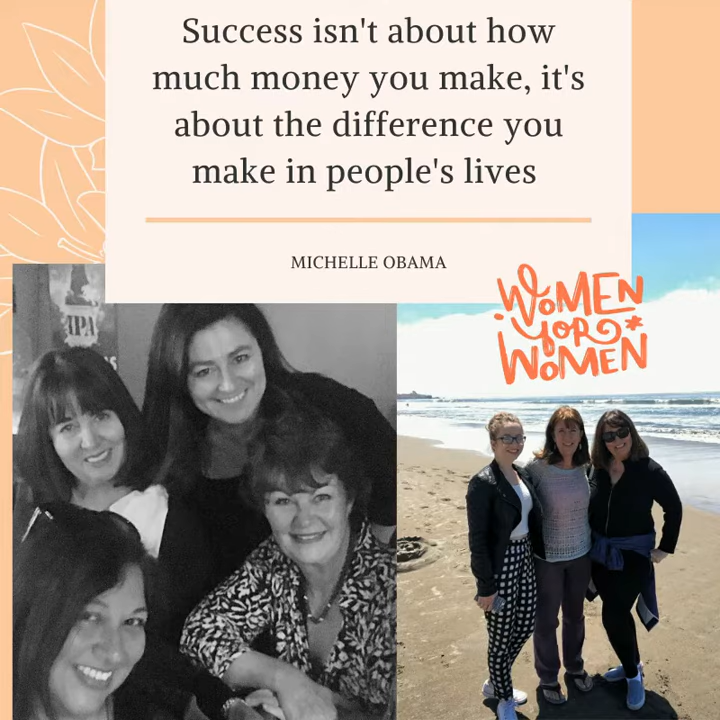 Success isn't about how
much money you make, it's
about the difference you
make in people's lives
MICHELLE OBAMA
IPA
WOMEN
FOR
WOMEN